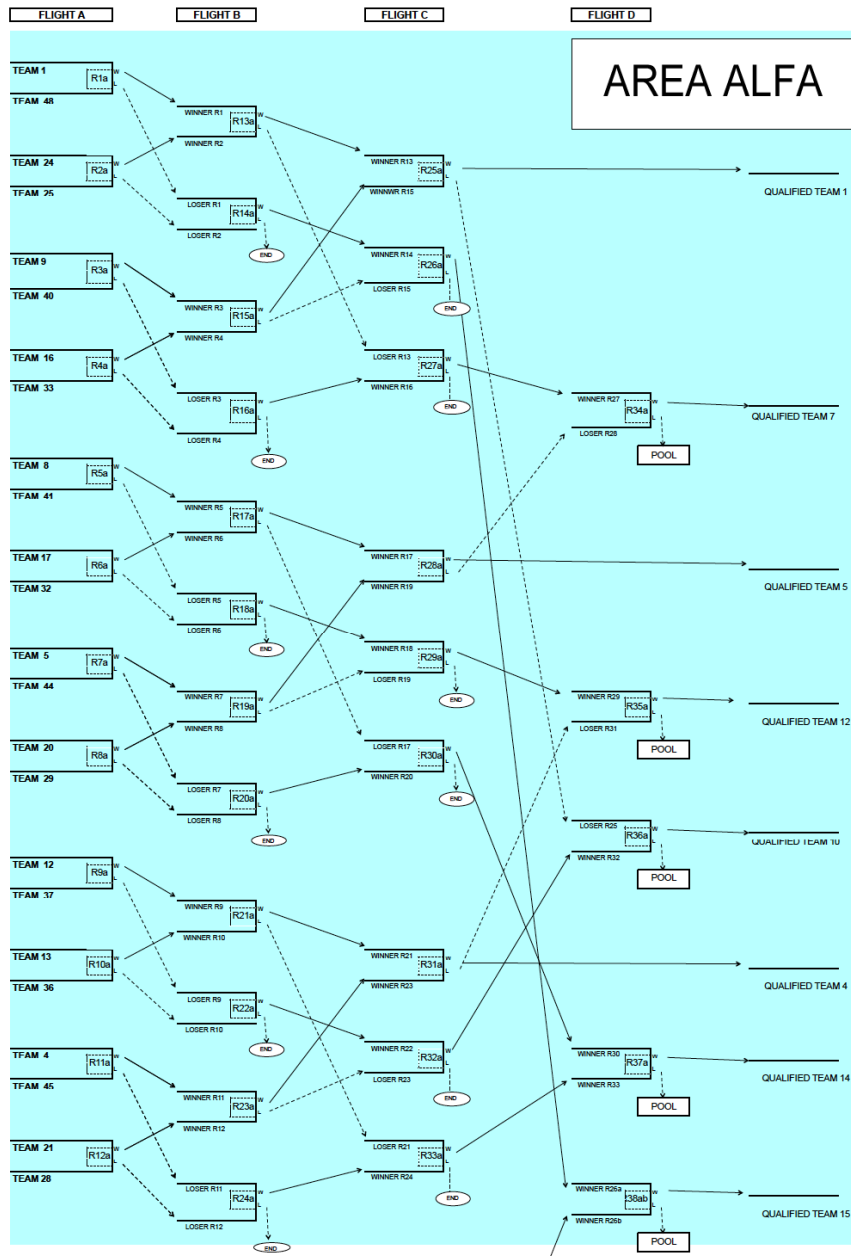 FLIGHT A
FLIGHT B
FLIGHT C
FLIGHT D
AREA ALFA
TEAM 1
R1a
W
L
TEAM 48
WINNER R1
R13a
W
L
WINNER R2
TEAM 24
R2a
W
L
TEAM 25
WINNER R13
R25a
W
L
WINNWR R15
QUALIFIED TEAM 1
LOSER R1
R14a
W
L
LOSER R2
END
TEAM 9
R3a
W
L
TEAM 40
WINNER R14
R26a
W
L
LOSER R15
END
WINNER R3
R15a
W
L
WINNER R4
TEAM 16
R4a
W
L
TEAM 33
LOSER R13
R27a
W
L
WINNER R16
END
LOSER R3
R16a
W
L
LOSER R4
END
WINNER R27
R34a
W
L
LOSER R28
POOL
QUALIFIED TEAM 7
TEAM 8
R5a
W
L
TEAM 41
WINNER R5
R17a
W
L
WINNER R6
TEAM 17
R6a
W
L
TEAM 32
WINNER R17
R28a
W
L
WINNER R19
QUALIFIED TEAM 5
LOSER R5
R18a
W
L
LOSER R6
END
TEAM 5
R7a
W
L
TEAM 44
WINNER R18
R29a
W
L
LOSER R19
END
WINNER R7
R19a
W
L
WINNER R8
WINNER R29
R35a
W
L
LOSER R31
POOL
QUALIFIED TEAM 12
TEAM 20
R8a
W
L
TEAM 29
LOSER R17
R30a
W
L
WINNER R20
END
LOSER R7
R20a
W
L
LOSER R8
END
LOSER R25
R36a
W
L
WINNER R32
POOL
QUALIFIED TEAM 10
TEAM 12
R9a
W
L
TEAM 37
WINNER R9
R21a
W
L
WINNER R10
TEAM 13
R10a
W
L
TEAM 36
WINNER R21
R31a
W
L
WINNER R23
QUALIFIED TEAM 4
LOSER R9
R22a
W
L
LOSER R10
END
TEAM 4
R11a
W
L
TEAM 45
WINNER R22
R32a
W
L
LOSER R23
END
WINNER R30
R37a
W
L
WINNER R33
POOL
QUALIFIED TEAM 14
WINNER R11
R23a
W
L
WINNER R12
TEAM 21
R12a
W
L
TEAM 28
LOSER R21
R33a
W
L
WINNER R24
END
LOSER R11
R24a
W
L
LOSER R12
END
WINNER R26a
38ab
W
L
WINNER R26b
POOL
QUALIFIED TEAM 15